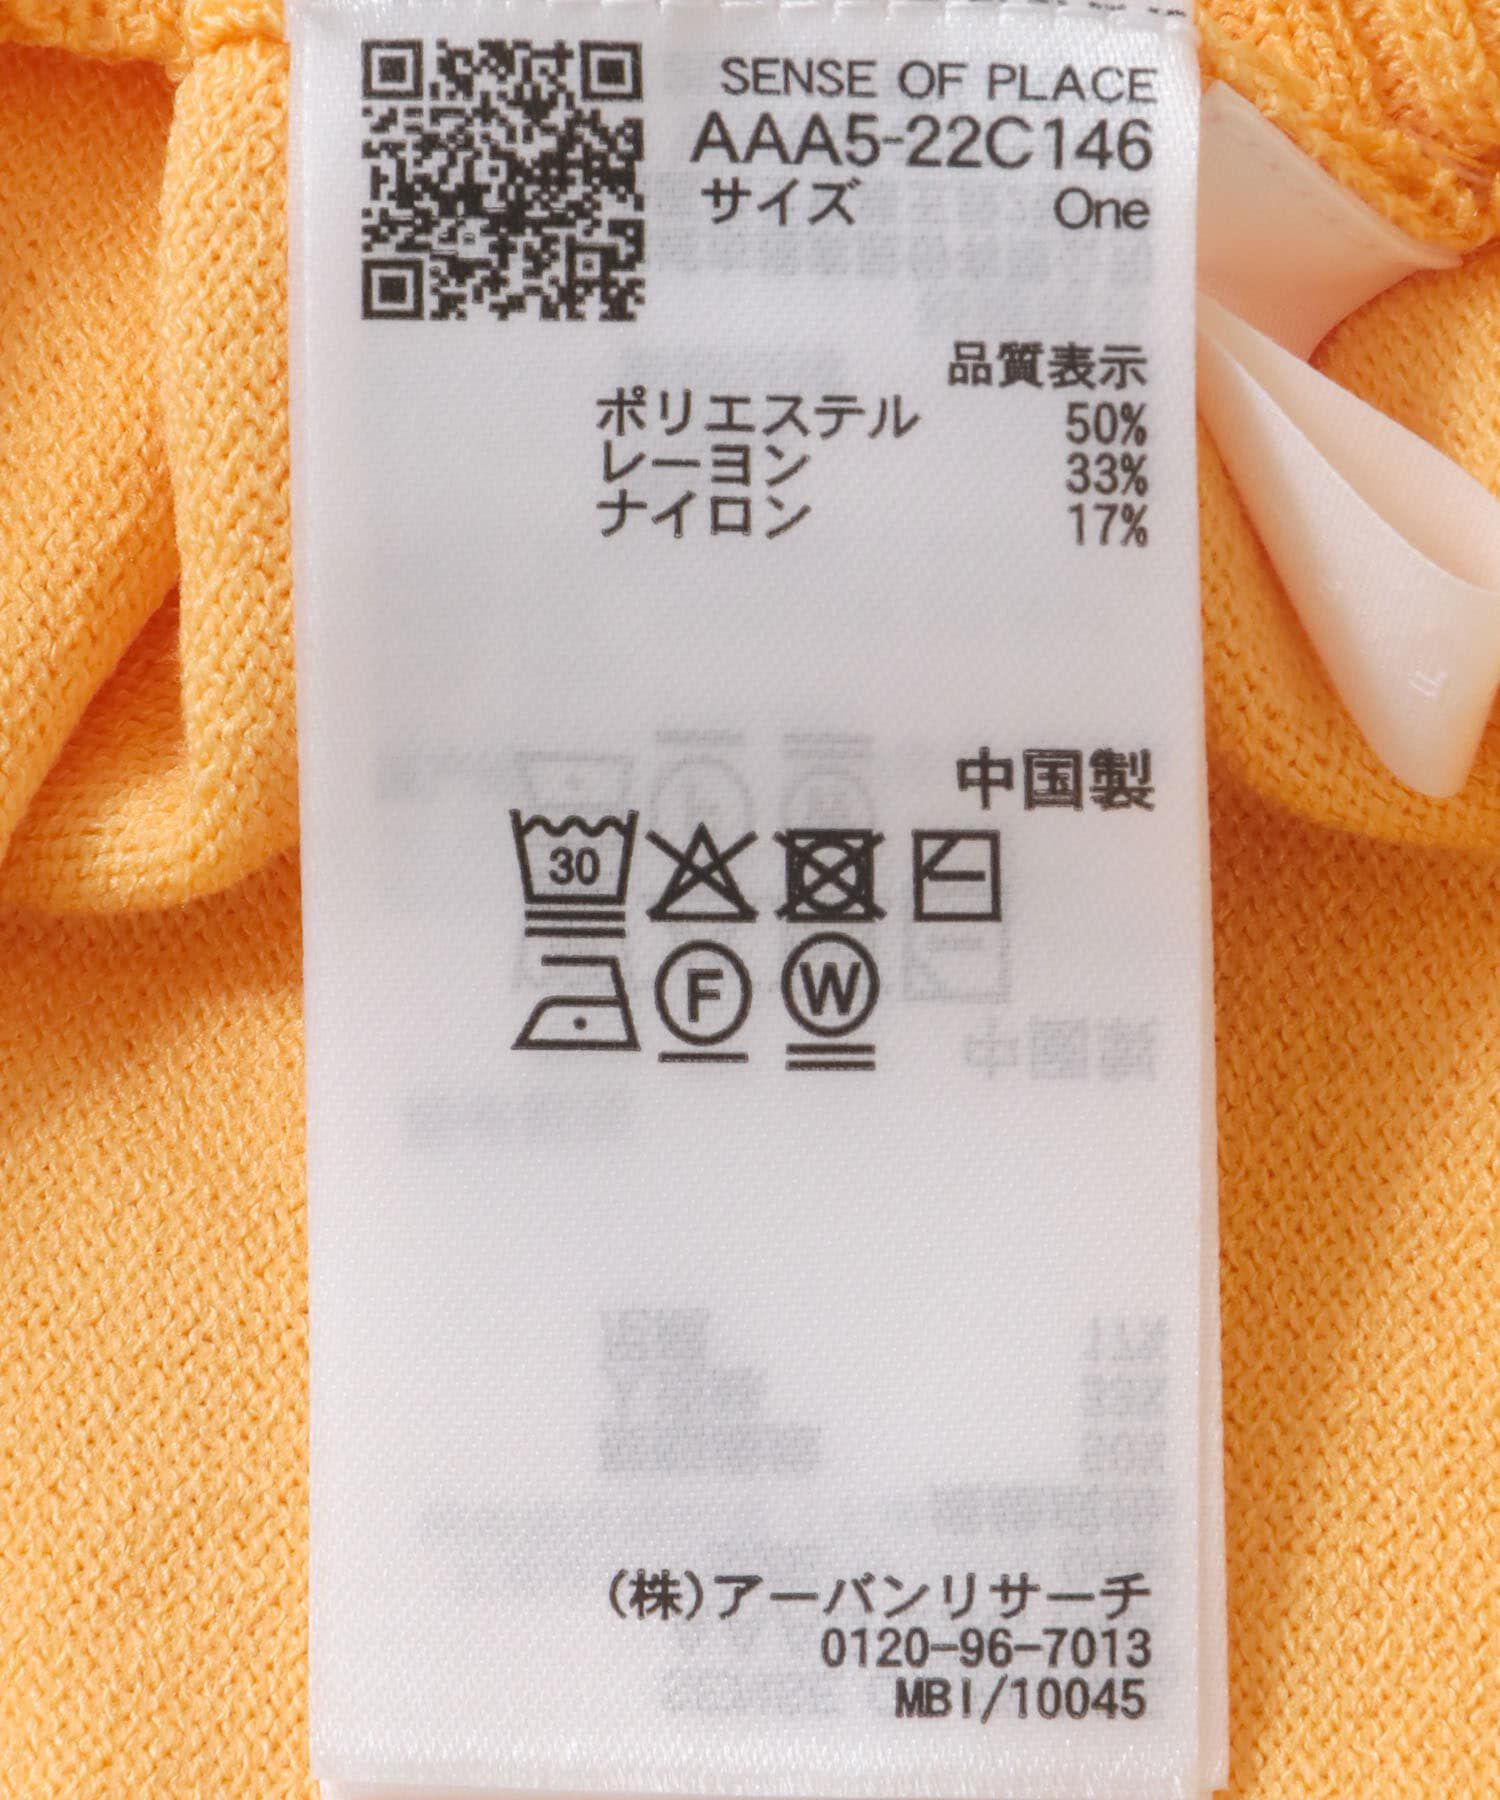 SENSE OF PLACE
AAA5-22C146
サイズ One
品質表示
ポリエステル 50%
レーヨン 33%
ナイロン 17%
中国製
30
F W
(株)アーバンリサーチ
0120-96-7013
MBI/10045